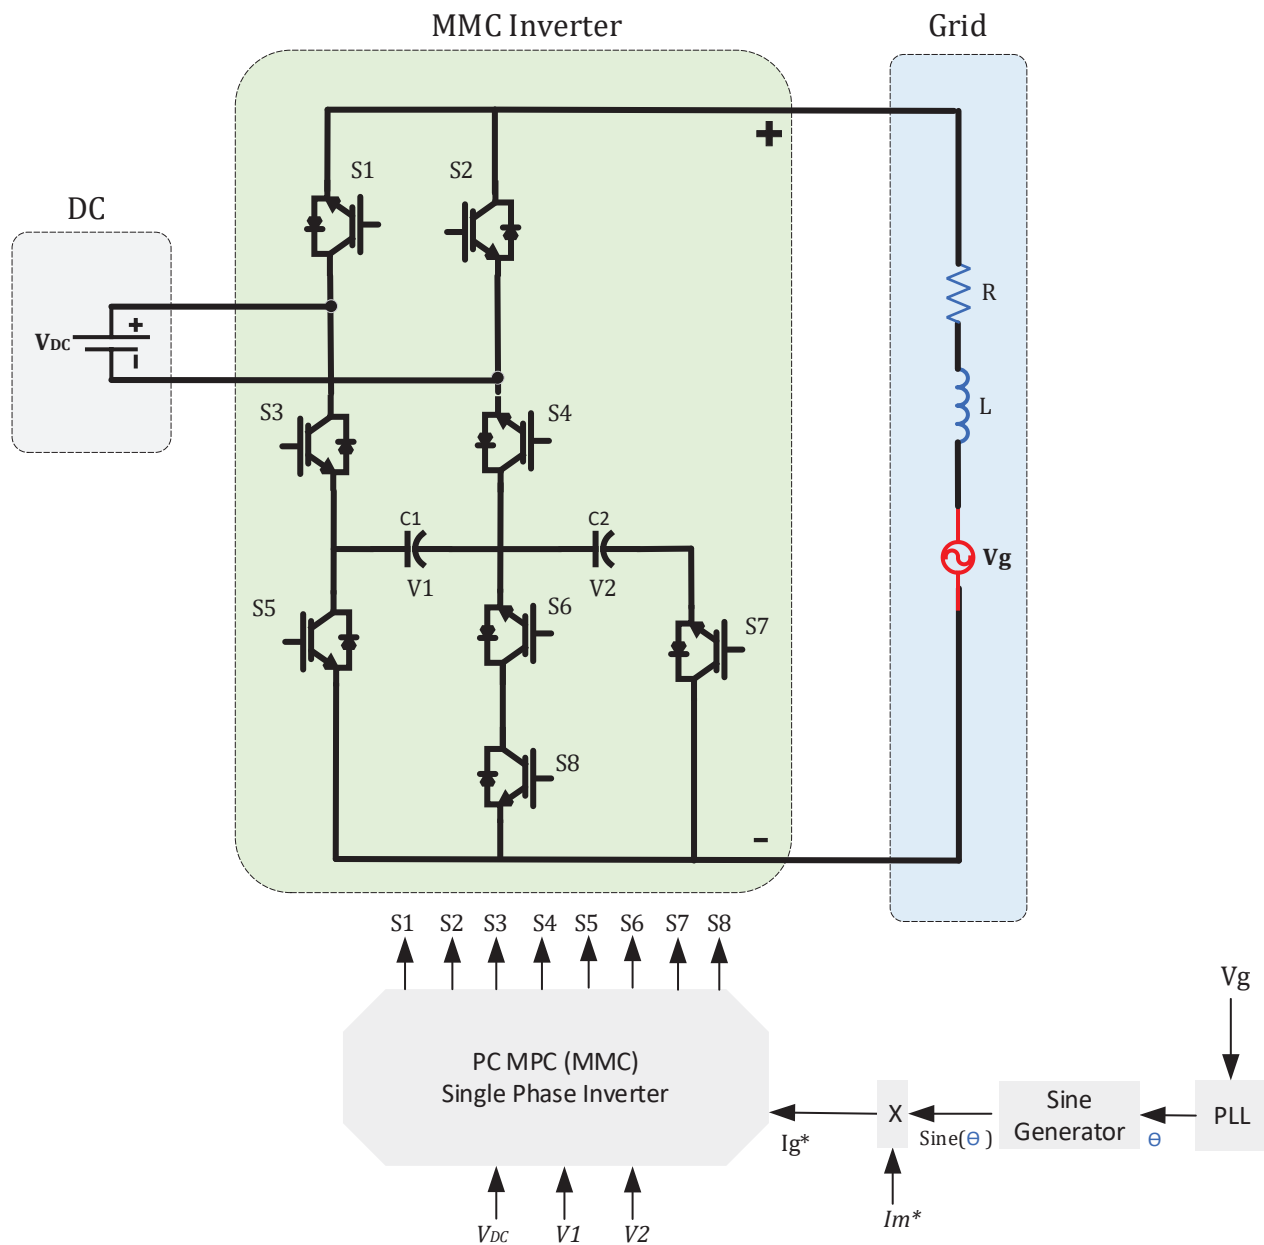 MMC Inverter
Grid
DC
S1
S2
+
VDC
+
R
S3
S4
L
C1
C2
V1
V2
Vg
S5
S6
S7
S8
-
S1 S2 S3 S4 S5 S6 S7 S8
Vg
PC MPC (MMC)
Single Phase Inverter
X
Sine
Generator
PLL
Ig*
Sine(Θ)
Θ
Im*
VDC
V1
V2